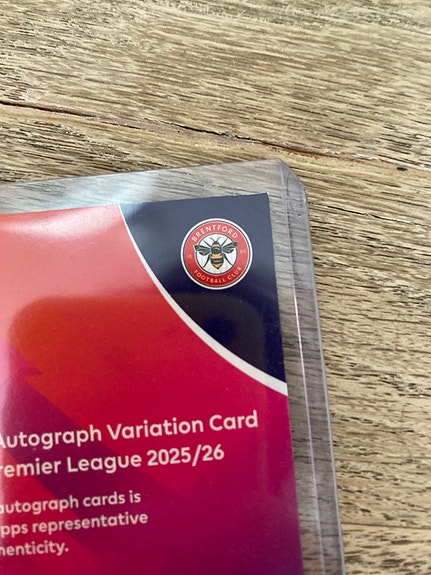 BRENTFORD
FOOTBALL CLUB
Autograph Variation Card
remier League 2025/26
autograph cards is
pps representative
henticity.